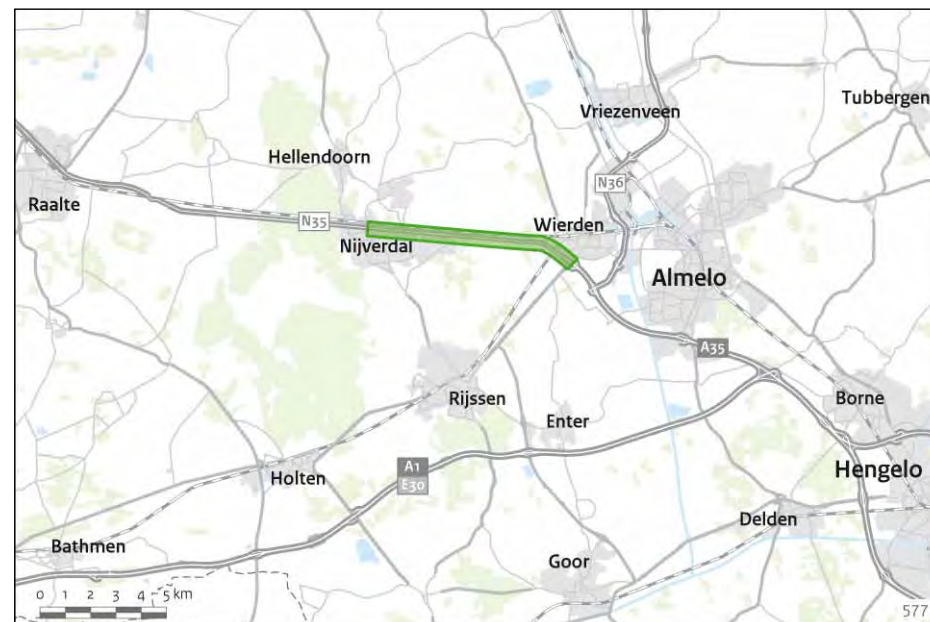 Vriezenveen
Tubbergen
Hellendoorn
N36
Raalte
N35
Wierden
Nijverdal
Almelo
A35
Rijssen
Borne
Enter
A1
E30
Holten
Hengelo
Delden
Bathmen
Goor
0 1 2 3 4 5 km
577